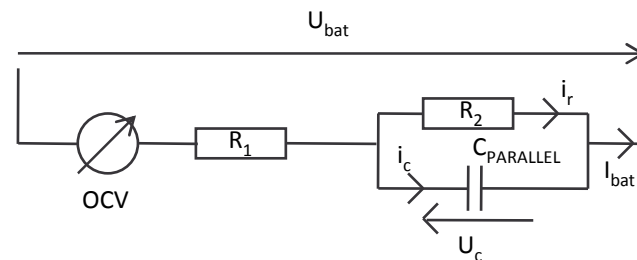 U_bat
R_2
i_r
R_1
i_c
C_PARALLEL
I_bat
OCV
U_c